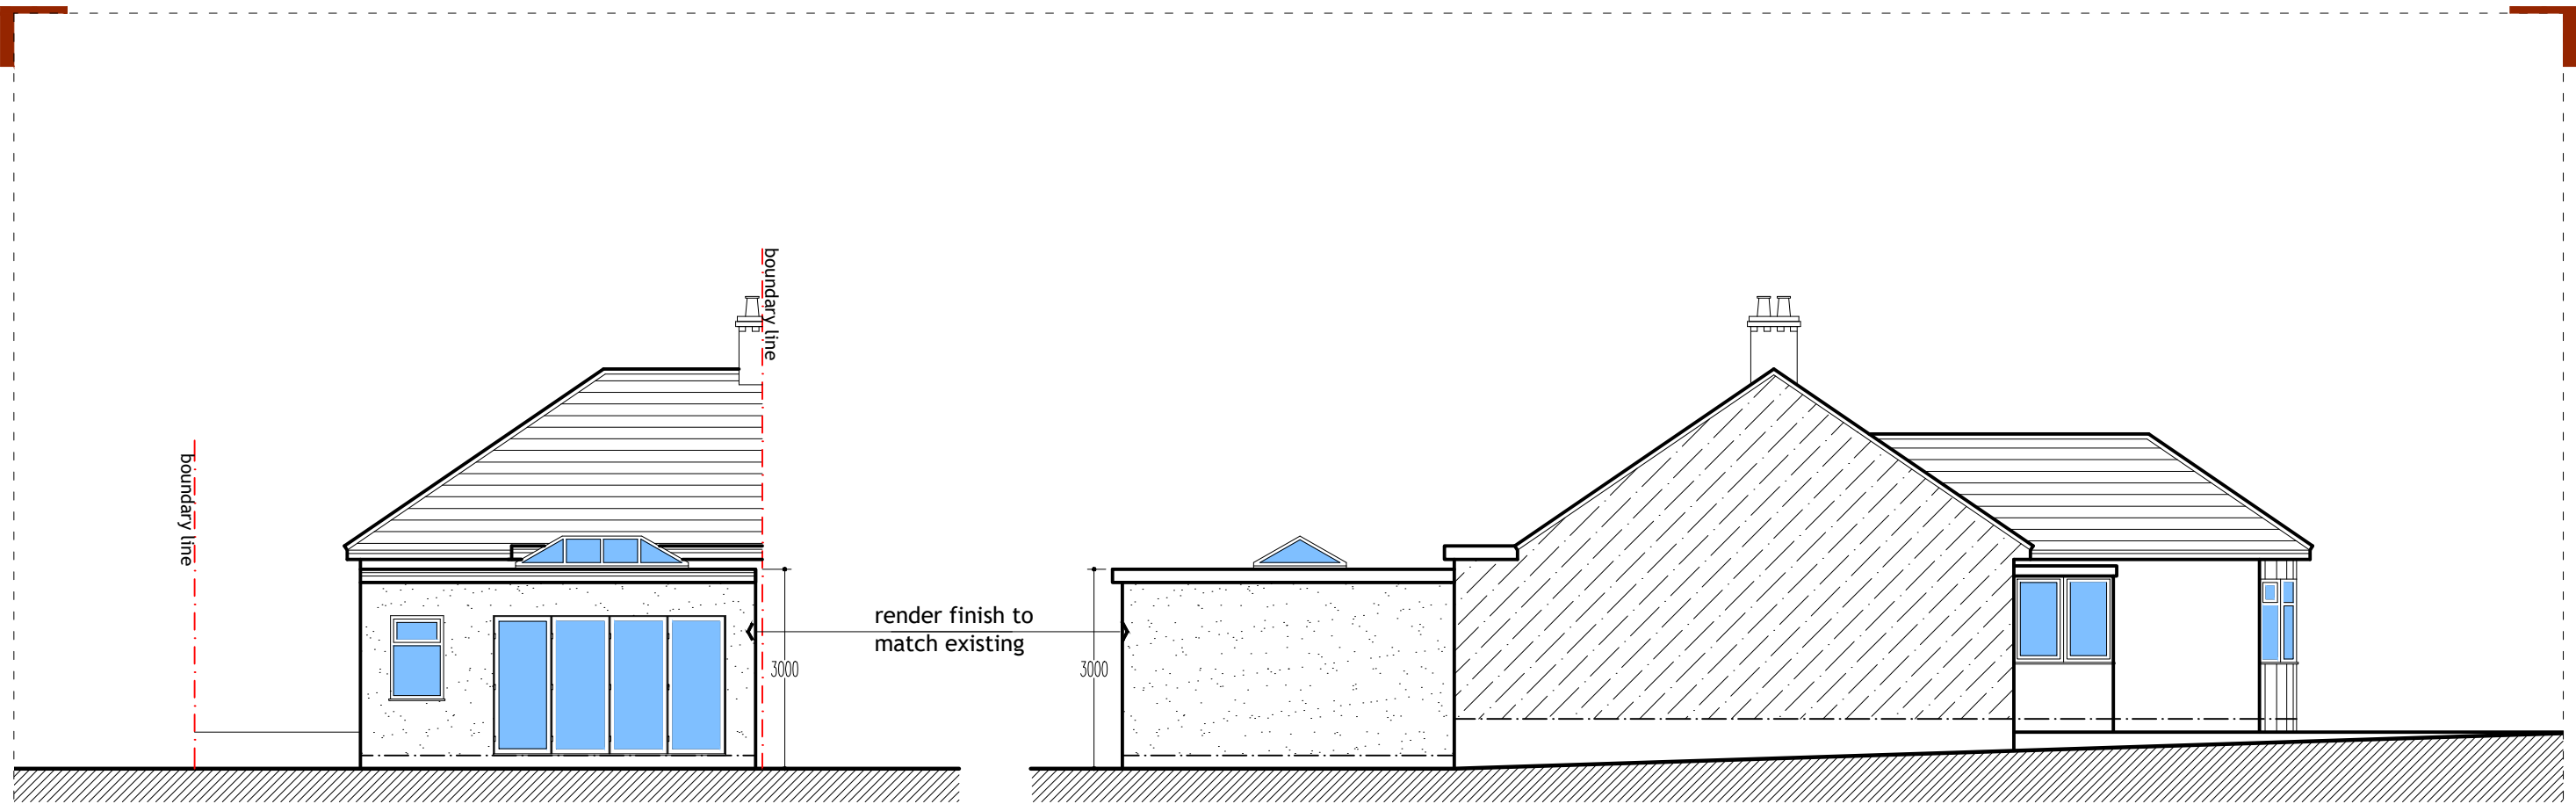 boundary line
boundary line
render finish to
match existing
3000
3000